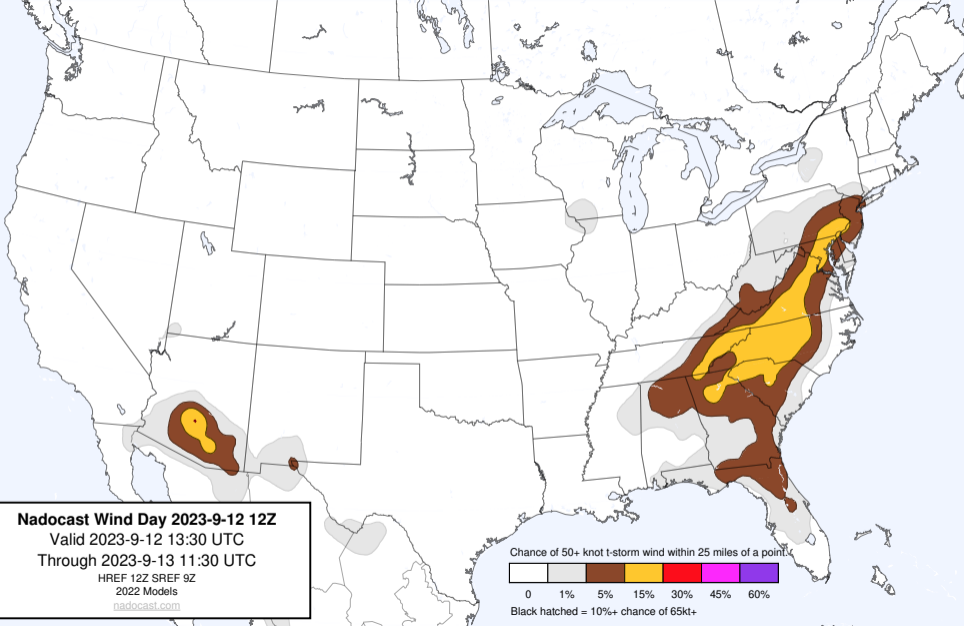 Nadocast Wind Day 2023-9-12 12Z
Valid 2023-9-12 13:30 UTC
Through 2023-9-13 11:30 UTC
HREF 12Z SREF 9Z
2022 Models
nadocast.com
Chance of 50+ knot t-storm wind within 25 miles of a point.
0 1% 5% 15% 30% 45% 60%
Black hatched = 10%+ chance of 65kt+